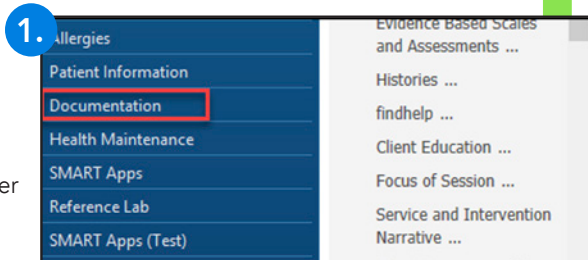 1.
Allergies
Patient Information
Documentation
Health Maintenance
SMART Apps
Reference Lab
SMART Apps (Test)
er
Evidence Based Scales
and Assessments ...
Histories ...
findhelp ...
Client Education ...
Focus of Session ...
Service and Intervention
Narrative ...